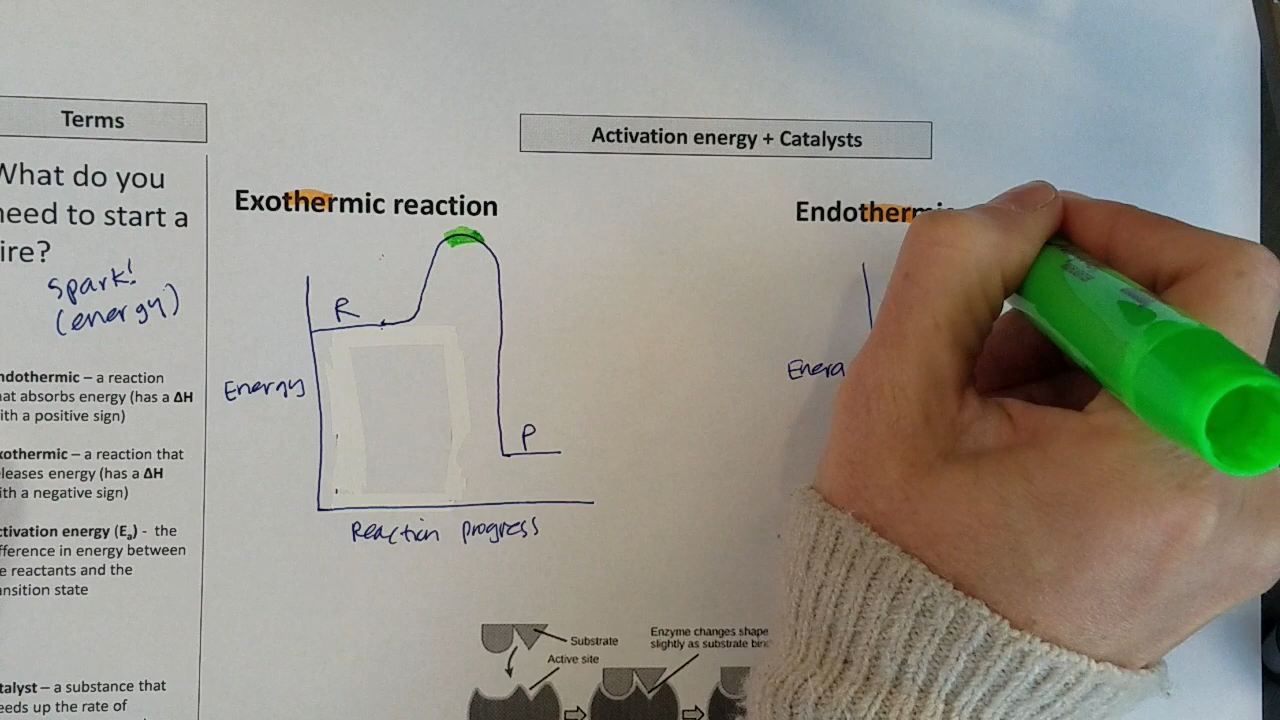 Terms
Activation energy + Catalysts
What do you
need to start a
ire?
spark!
(energy)
ndothermic – a reaction
hat absorbs energy (has a ΔH
ith a positive sign)
xothermic – a reaction that
leases energy (has a ΔH
ith a negative sign)
ctivation energy (Ea) - the
fference in energy between
e reactants and the
ansition state
talyst – a substance that
eeds up the rate of
Exothermic reaction
R
Energy
P
Reaction progress
Endothermic
Energ
Substrate
Active site
Enzyme changes shape
slightly as substrate bin